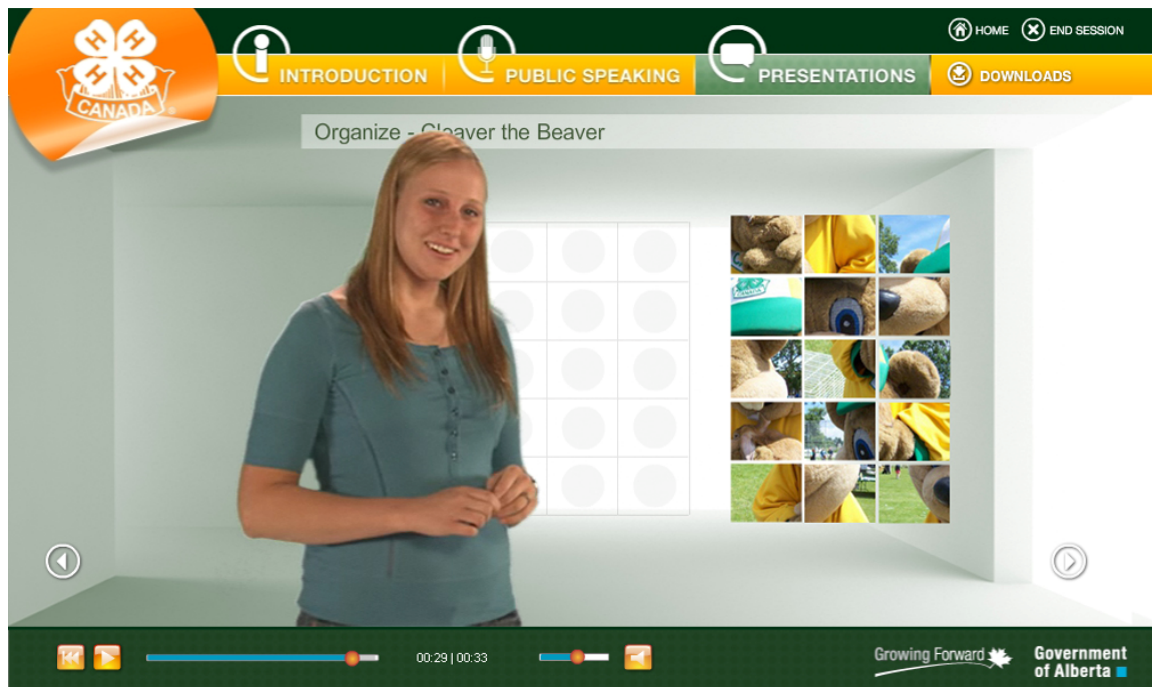 HOME
END SESSION
H H
H H
CANADA
INTRODUCTION
PUBLIC SPEAKING
PRESENTATIONS
DOWNLOADS
Organize - Cleaver the Beaver
CANADA
00:29 | 00:33
Growing Forward
Government
of Alberta